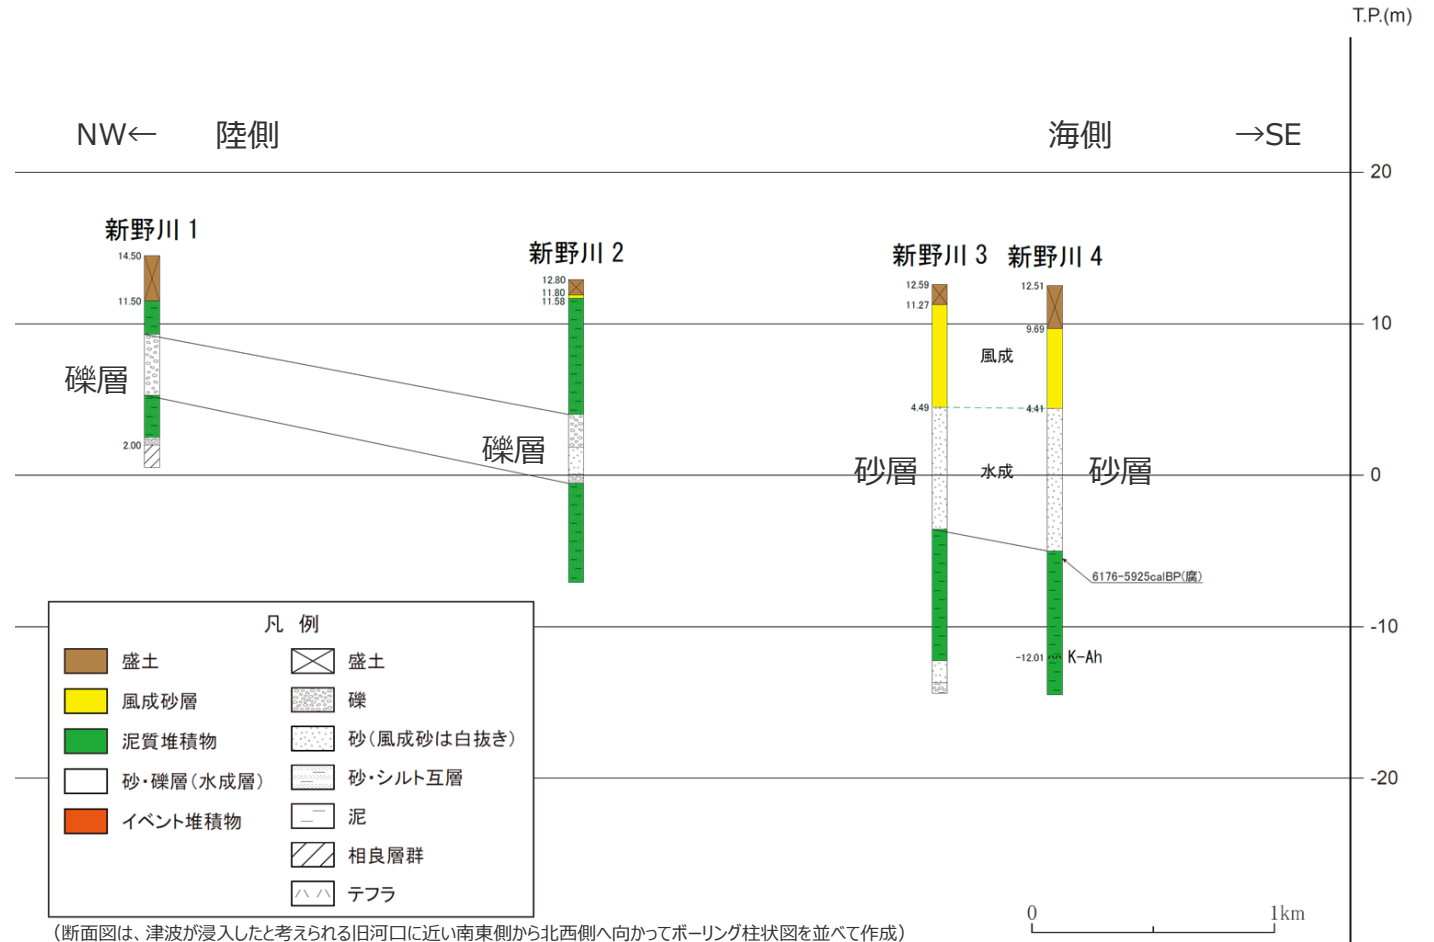 T.P.(m)
NW← 陸側 海側 →SE
20
新野川 1
新野川 2
新野川 3 新野川 4
14.50
12.80
12.59
12.51
11.80
11.58
11.50
11.27
10
9.69
風成
礫層
4.49
4.41
2.00
礫層
砂層
水成
砂層
0
6176-5925calBP(腐)
-10
-12.01
K-Ah
凡 例
盛土
盛土
風成砂層
礫
泥質堆積物
砂(風成砂は白抜き)
砂・礫層(水成層)
砂・シルト互層
-20
イベント堆積物
泥
相良層群
テフラ
0 1km
(断面図は、津波が浸入したと考えられる旧河口に近い南東側から北西側へ向かってボーリング柱状図を並べて作成)